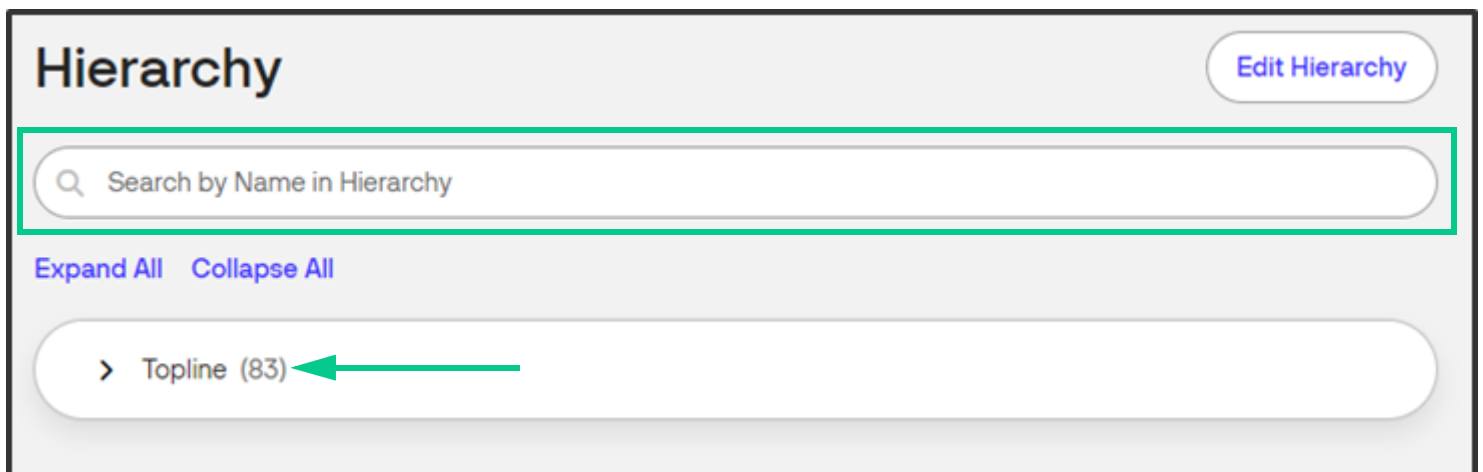 Hierarchy
Edit Hierarchy
Search by Name in Hierarchy
Expand All Collapse All
Topline (83)